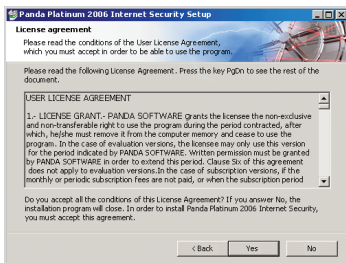 Panda Platinum 2006 Internet Security Setup
License agreement
Please read the conditions of the User License Agreement,
which you must accept in order to be able to use the program.
Please read the following License Agreement. Press the key PgDn to see the rest of the
document.
USER LICENSE AGREEMENT
1.- LICENSE GRANT.- PANDA SOFTWARE grants the licensee the non-exclusive
and non-transferable right to use the program during the period contracted, after
which, he/she must remove it from the computer memory and cease to use the
program. In the case of evaluation versions, the license may only use this version
for the period indicated by PANDA SOFTWARE. Written permission must be granted
by PANDA SOFTWARE in order to extend this period. Clause Six of this agreement
does not apply to evaluation versions.In the case of subscription versions, if the
monthly or periodic subscription fees are not paid, or when the subscription period
Do you accept all the conditions of this License Agreement? If you answer No, the
installation program will close. In order to install Panda Platinum 2006 Internet Security,
you must accept this agreement.
< Back Yes No